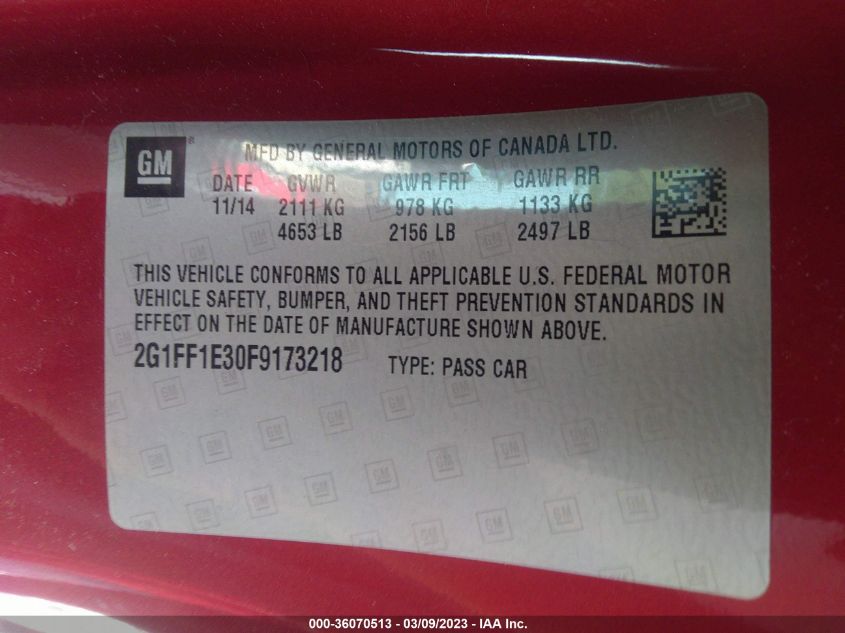 GM ®
MFD BY GENERAL MOTORS OF CANADA LTD.
DATE GVWR GAWR FRT GAWR RR
11/14 2111 KG 978 KG 1133 KG
4653 LB 2156 LB 2497 LB
THIS VEHICLE CONFORMS TO ALL APPLICABLE U.S. FEDERAL MOTOR
VEHICLE SAFETY, BUMPER, AND THEFT PREVENTION STANDARDS IN
EFFECT ON THE DATE OF MANUFACTURE SHOWN ABOVE.
2G1FF1E30F9173218 TYPE: PASS CAR
000-36070513 - 03/09/2023 - IAA Inc.